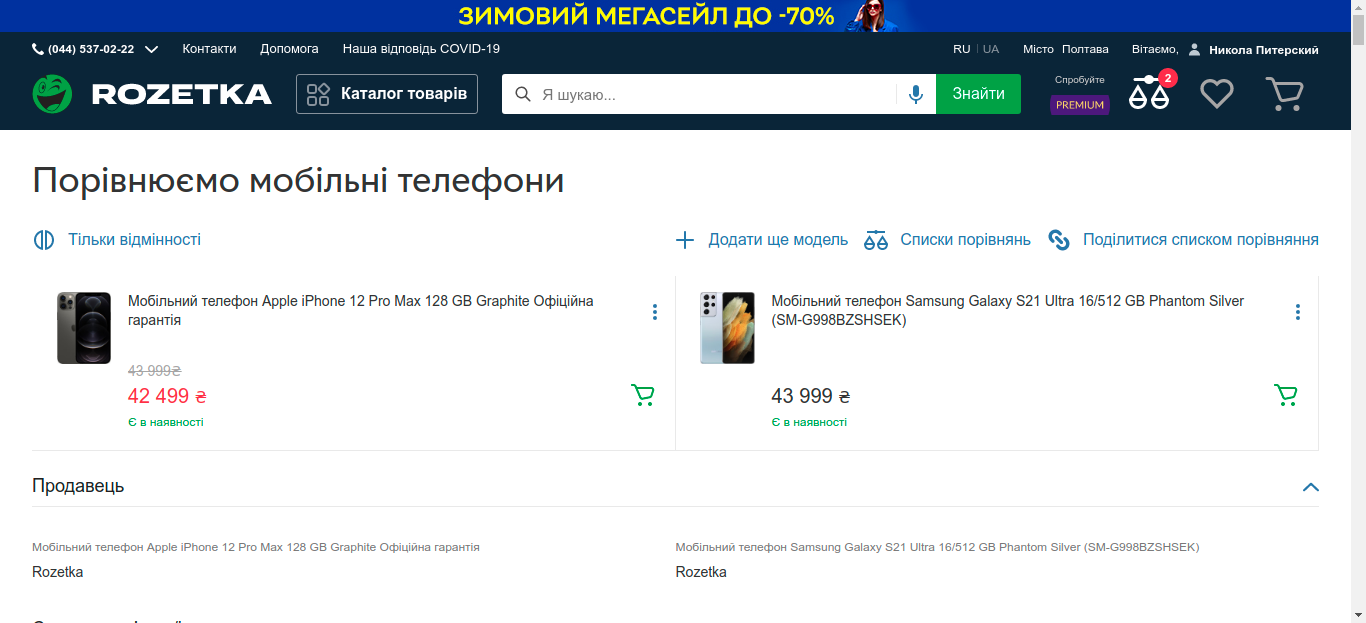 ЗИМОВИЙ МЕГАСЕЙЛ ДО -70%
(044) 537-02-22 Контакти Допомога Наша відповідь COVID-19 RU UA Місто Полтава Вітаємо, Никола Питерский
ROZETKA Каталог товарів Я шукаю... Знайти Спробуйте PREMIUM 2
Порівнюємо мобільні телефони
Тільки відмінності Додати ще модель Списки порівнянь Поділитися списком порівняння
Мобільний телефон Apple iPhone 12 Pro Max 128 GB Graphite Офіційна
гарантія
43 999₴
42 499 ₴
Є в наявності
Мобільний телефон Samsung Galaxy S21 Ultra 16/512 GB Phantom Silver
(SM-G998BZSHSEK)
43 999 ₴
Є в наявності
Продавець
Мобільний телефон Apple iPhone 12 Pro Max 128 GB Graphite Офіційна гарантія
Rozetka
Мобільний телефон Samsung Galaxy S21 Ultra 16/512 GB Phantom Silver (SM-G998BZSHSEK)
Rozetka